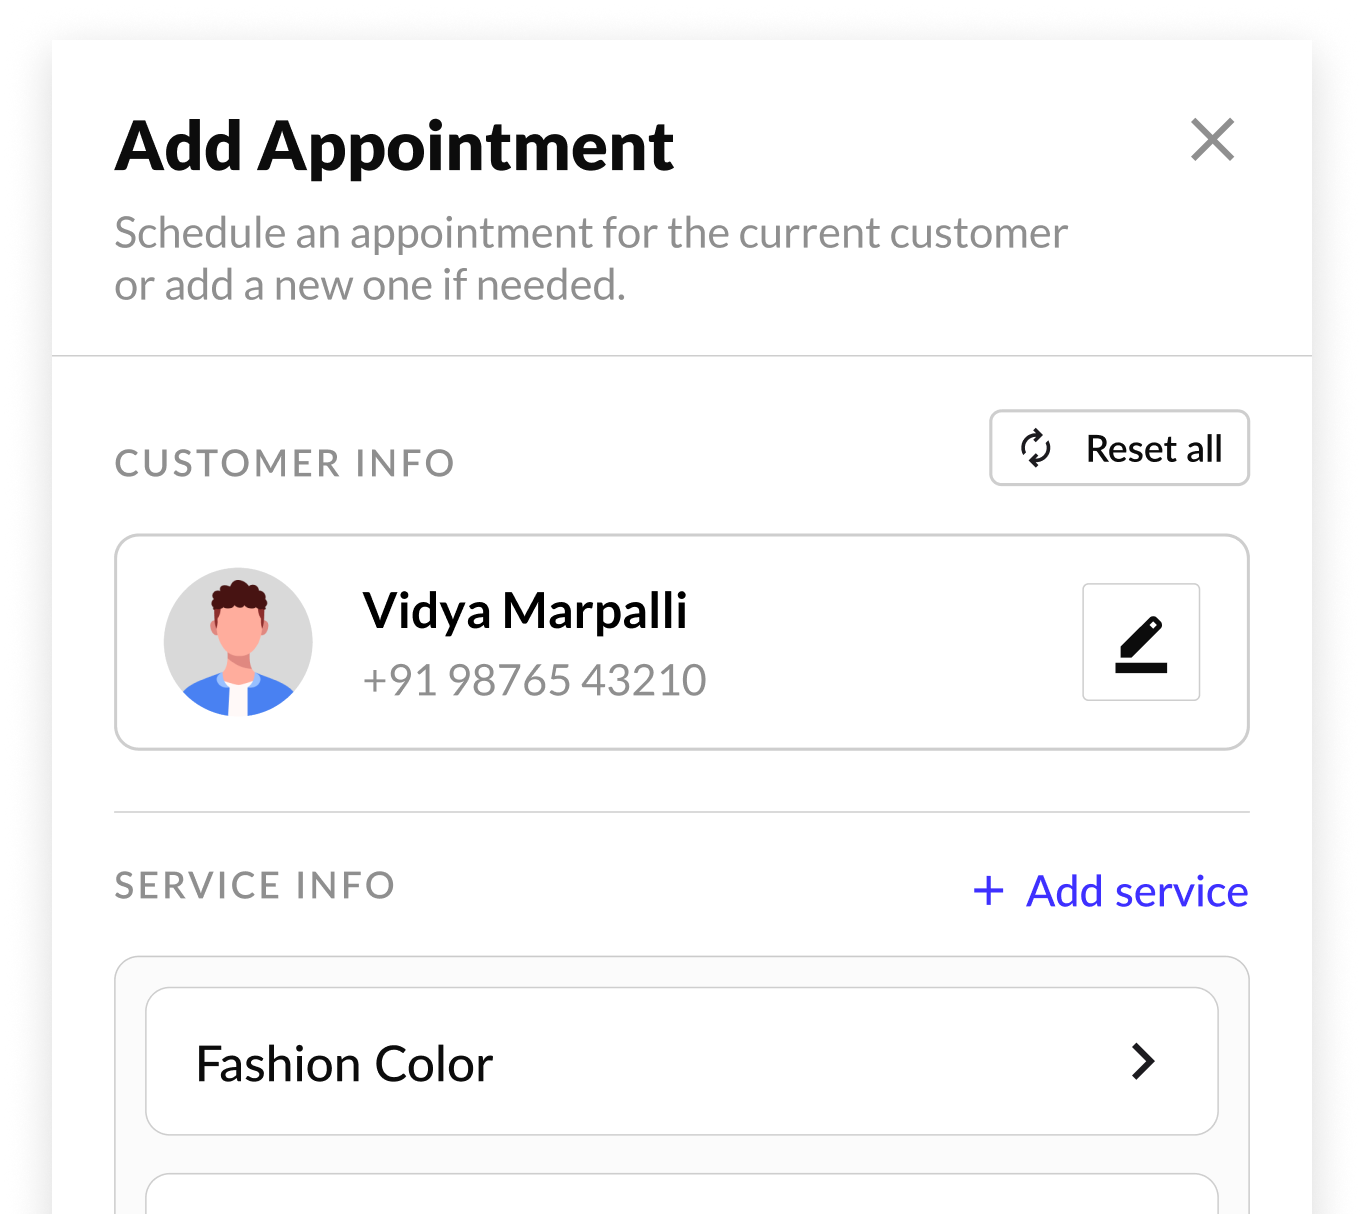 Add Appointment
Schedule an appointment for the current customer
or add a new one if needed.
CUSTOMER INFO
Reset all
Vidya Marpalli
+91 98765 43210
SERVICE INFO
+ Add service
Fashion Color